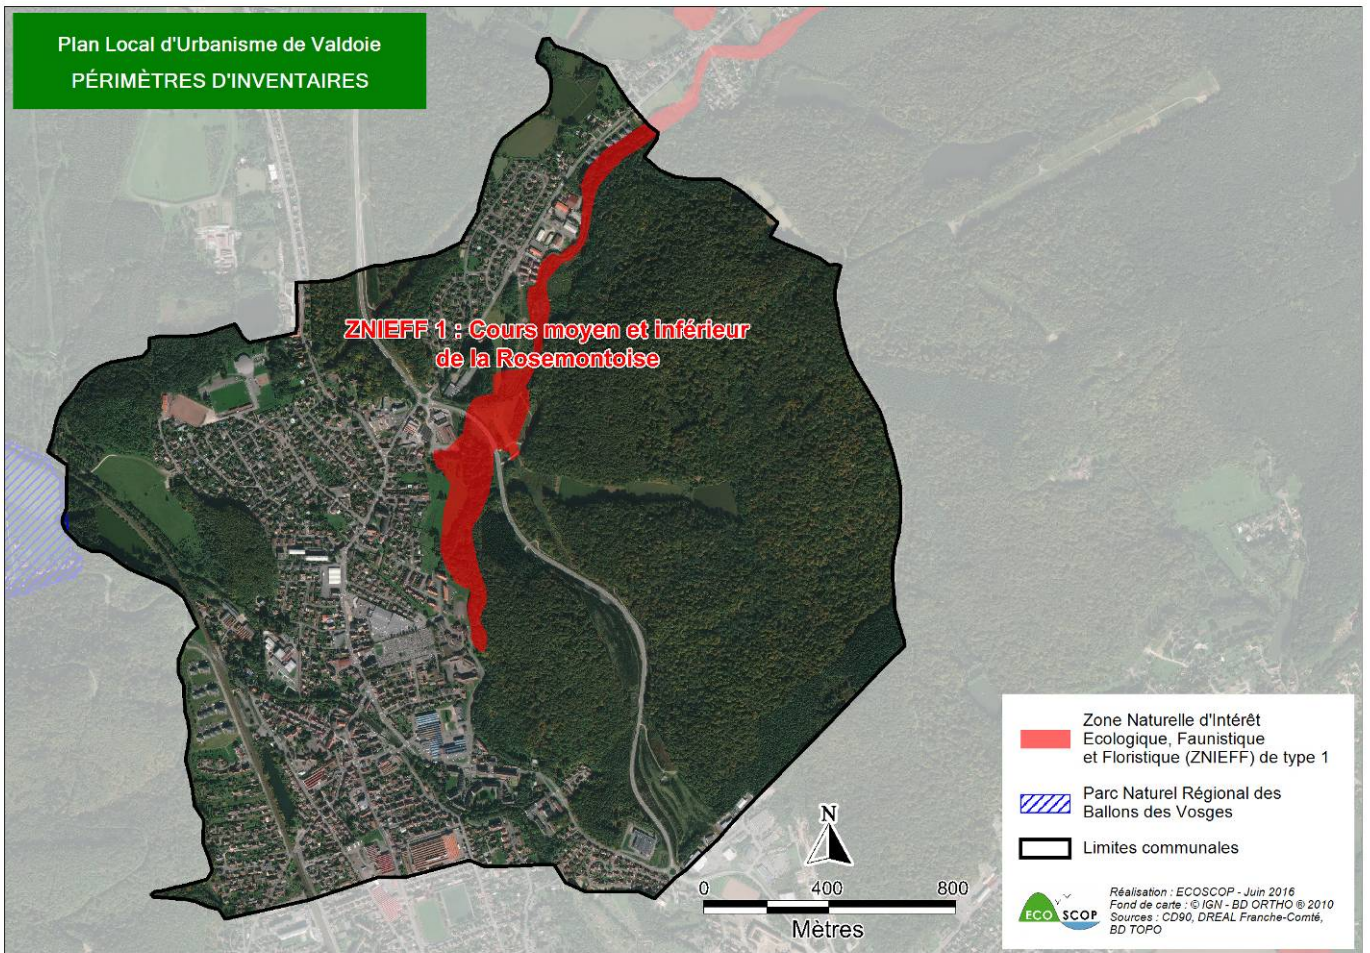 Plan Local d'Urbanisme de Valdoie
PÉRIMÈTRES D'INVENTAIRES
ZNIEFF 1 : Cours moyen et inférieur
de la Rosemontoise
Zone Naturelle d'Intérêt
Ecologique, Faunistique
et Floristique (ZNIEFF) de type 1
Parc Naturel Régional des
Ballons des Vosges
Limites communales
N
0 400 800
Mètres
ECO SCOP
Réalisation : ECOSCOP - Juin 2016
Fond de carte : © IGN - BD ORTHO ® 2010
Sources : CD90, DREAL Franche-Comté,
BD TOPO